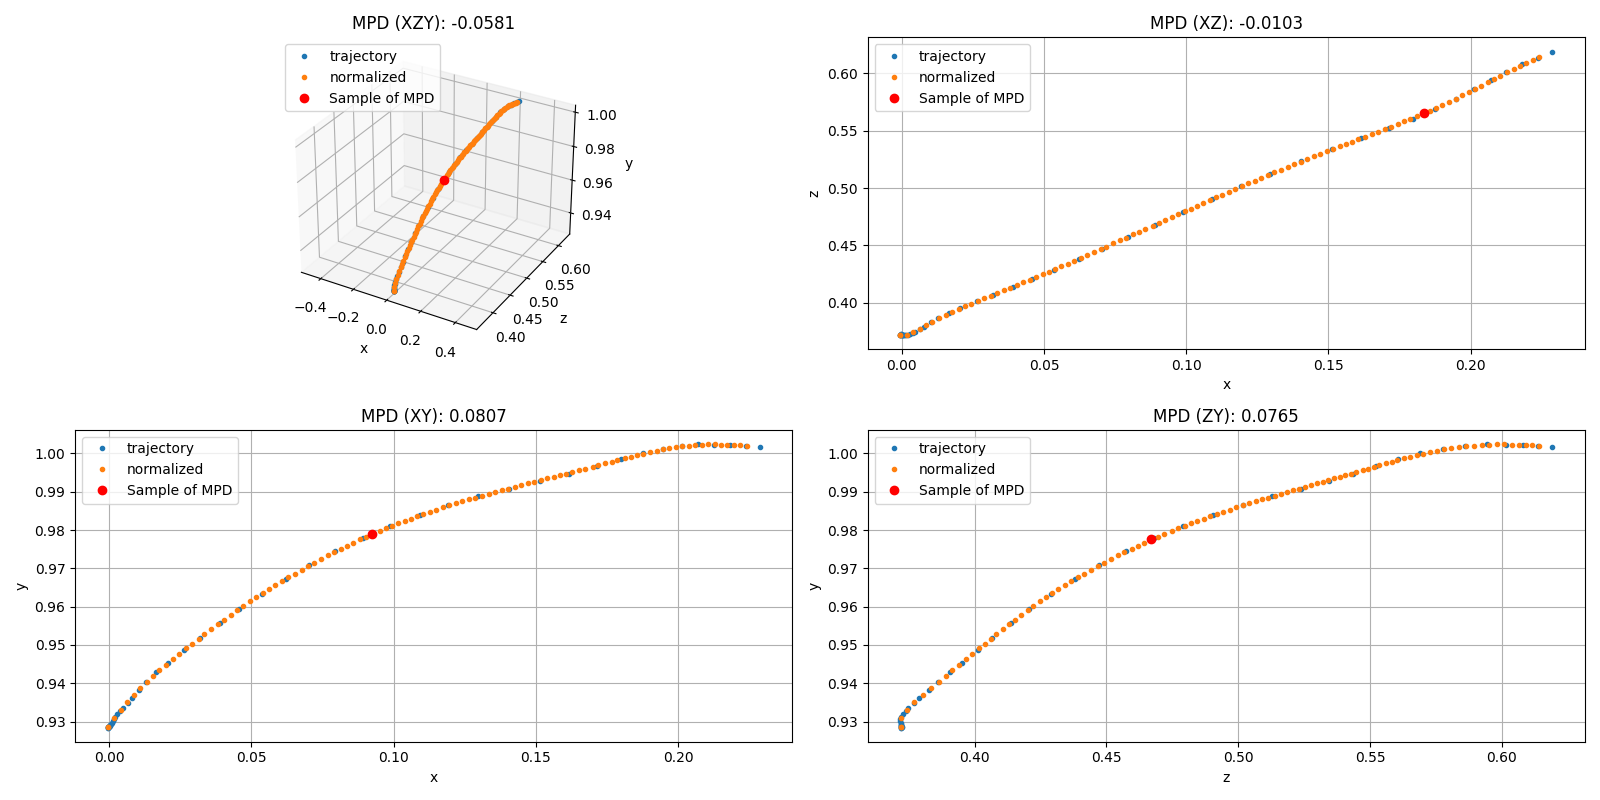 MPD (XZY): -0.0581
trajectory
normalized
Sample of MPD
1.00
0.98
0.96
0.94
y
0.60
0.55
0.50
0.45
0.40
z
−0.4
−0.2
0.0
0.2
0.4
x
MPD (XZ): -0.0103
trajectory
normalized
Sample of MPD
0.60
0.55
0.50
0.45
0.40
z
0.00 0.05 0.10 0.15 0.20
x
MPD (XY): 0.0807
trajectory
normalized
Sample of MPD
1.00
0.99
0.98
0.97
0.96
0.95
0.94
0.93
y
0.00 0.05 0.10 0.15 0.20
x
MPD (ZY): 0.0765
trajectory
normalized
Sample of MPD
1.00
0.99
0.98
0.97
0.96
0.95
0.94
0.93
y
0.40 0.45 0.50 0.55 0.60
z